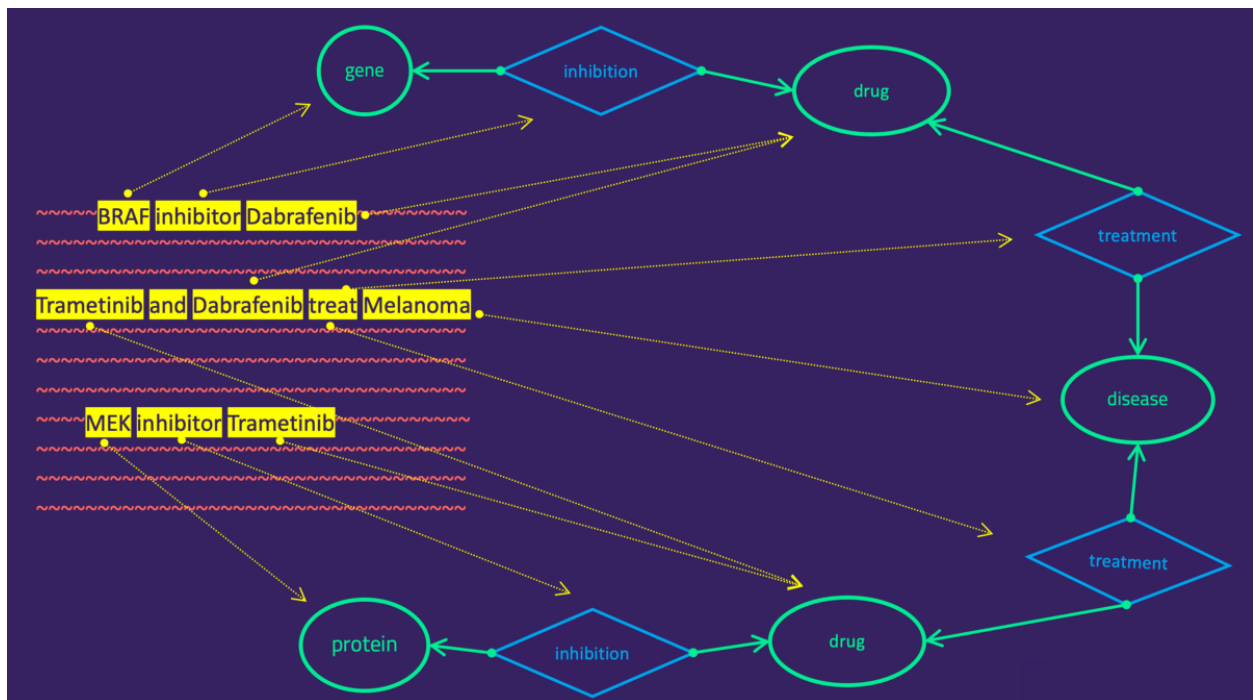 gene
inhibition
drug
BRAF inhibitor Dabrafenib
treatment
Trametinib and Dabrafenib treat Melanoma
disease
MEK inhibitor Trametinib
treatment
protein
inhibition
drug